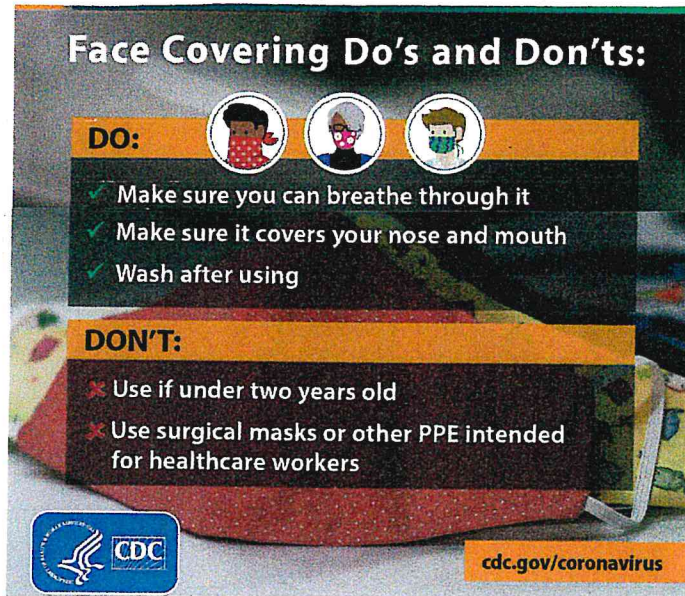 Face Covering Do's and Don'ts:
DO:
Make sure you can breathe through it
Make sure it covers your nose and mouth
Wash after using
DON'T:
Use if under two years old
Use surgical masks or other PPE intended
for healthcare workers
CDC
cdc.gov/coronavirus